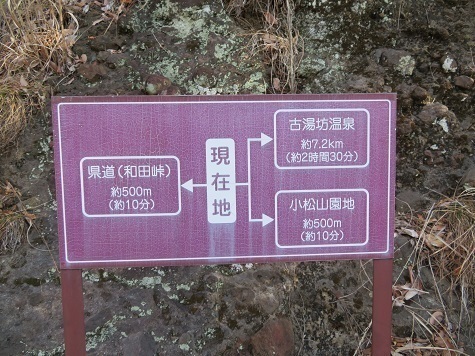 県道(和田峠)
約500m
(約10分)
現在地
古湯坊温泉
約7.2km
(約2時間30分)
小松山園地
約500m
(約10分)